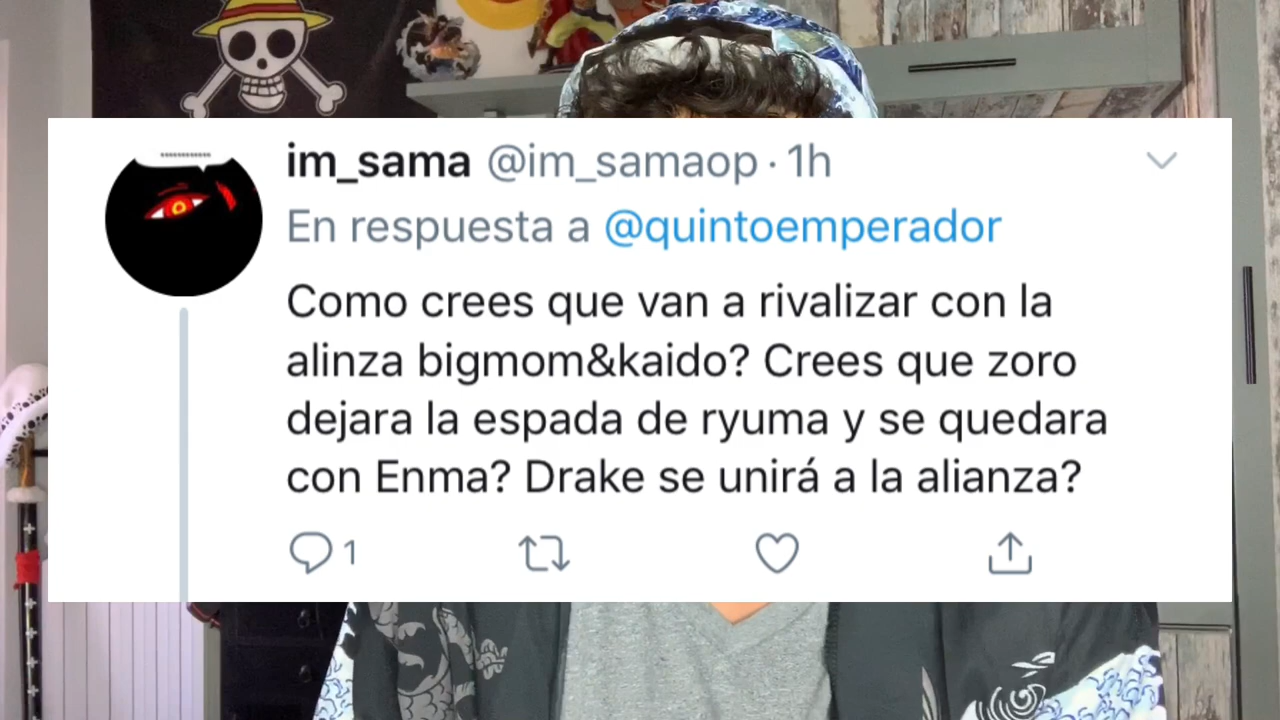 im_sama @im_samaop · 1h
En respuesta a @quintoemperador
Como crees que van a rivalizar con la
alinza bigmom&kaido? Crees que zoro
dejara la espada de ryuma y se quedara
con Enma? Drake se unirá a la alianza?
1